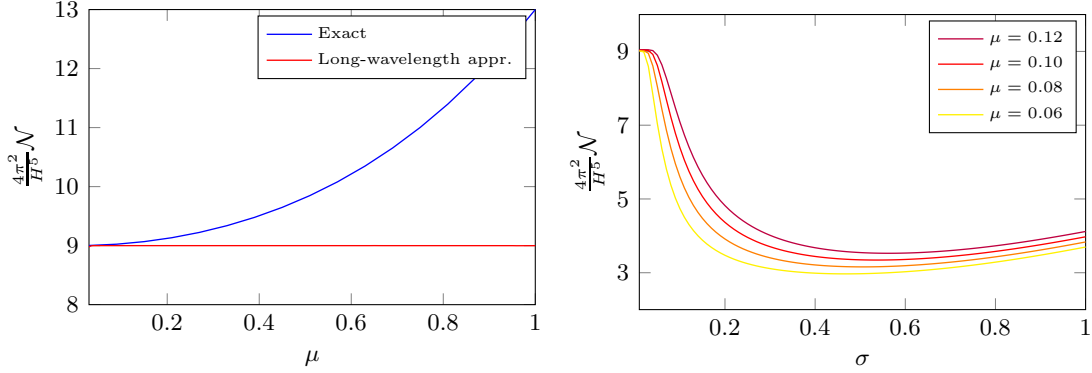 13
12
11
10
9
8
4π²/H⁵ 𝒩
Exact
Long-wavelength appr.
0.2 0.4 0.6 0.8 1
μ
9
7
5
3
4π²/H⁵ 𝒩
μ = 0.12
μ = 0.10
μ = 0.08
μ = 0.06
0.2 0.4 0.6 0.8 1
σ